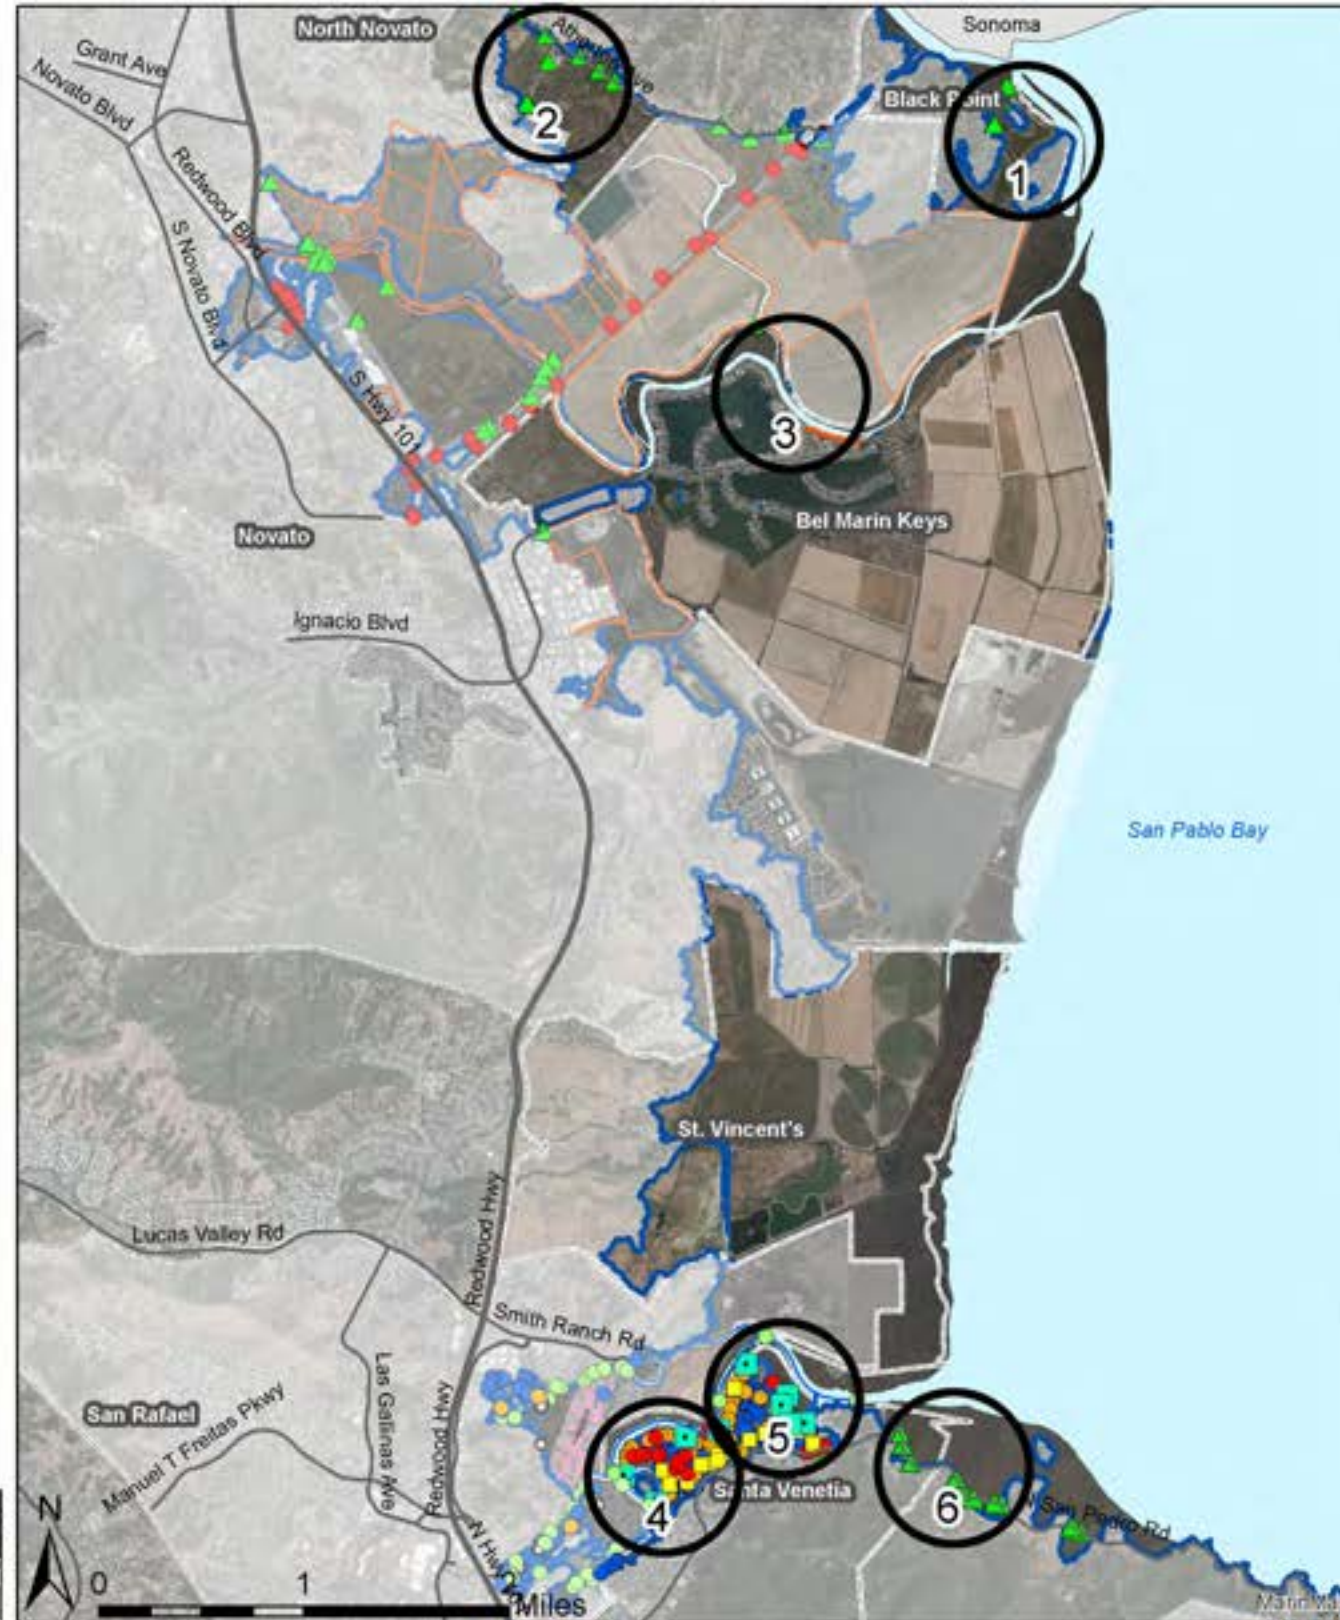 North Novato
Sonoma
Grant Ave
Atherton Ave
Novato Blvd
Black Point
2
1
Redwood Blvd
S Novato Blvd
S Hwy 101
3
Bel Marin Keys
Novato
Ignacio Blvd
San Pablo Bay
St. Vincent's
Lucas Valley Rd
Redwood Hwy
Smith Ranch Rd
Las Gallinas Ave
Redwood Hwy
San Rafael
Manuel T Freitas Pkwy
5
4
Santa Venetia
6
N San Pedro Rd
N
0
1
Miles